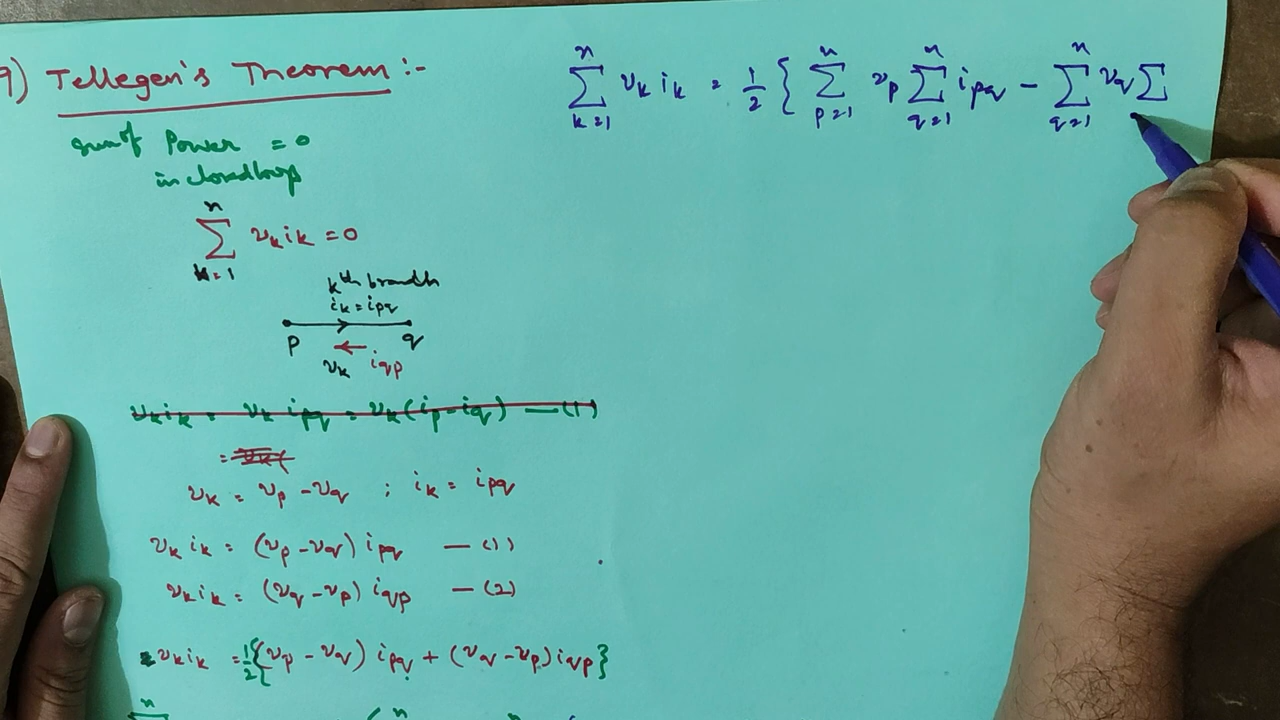 9) Tellegen's Theorem :-
sum of Power = 0
in closed loop
n
∑ vk ik = 0
k=1
kth branch
ik = ipq
p q
vk iqp
vk ik = vk ipq = vk (ip - iq) — (1)
= vk(
vk = vp - vq ; ik = ipq
vk ik = (vp - vq) ipq — (1)
vk ik = (vq - vp) iqp — (2)
vk ik = 1/2 {(vp - vq) ipq + (vq - vp) iqp}
n n n n
∑ vk ik = 1/2 { ∑ vp ∑ ipq - ∑ vq ∑
k=1 p=1 q=1 q=1